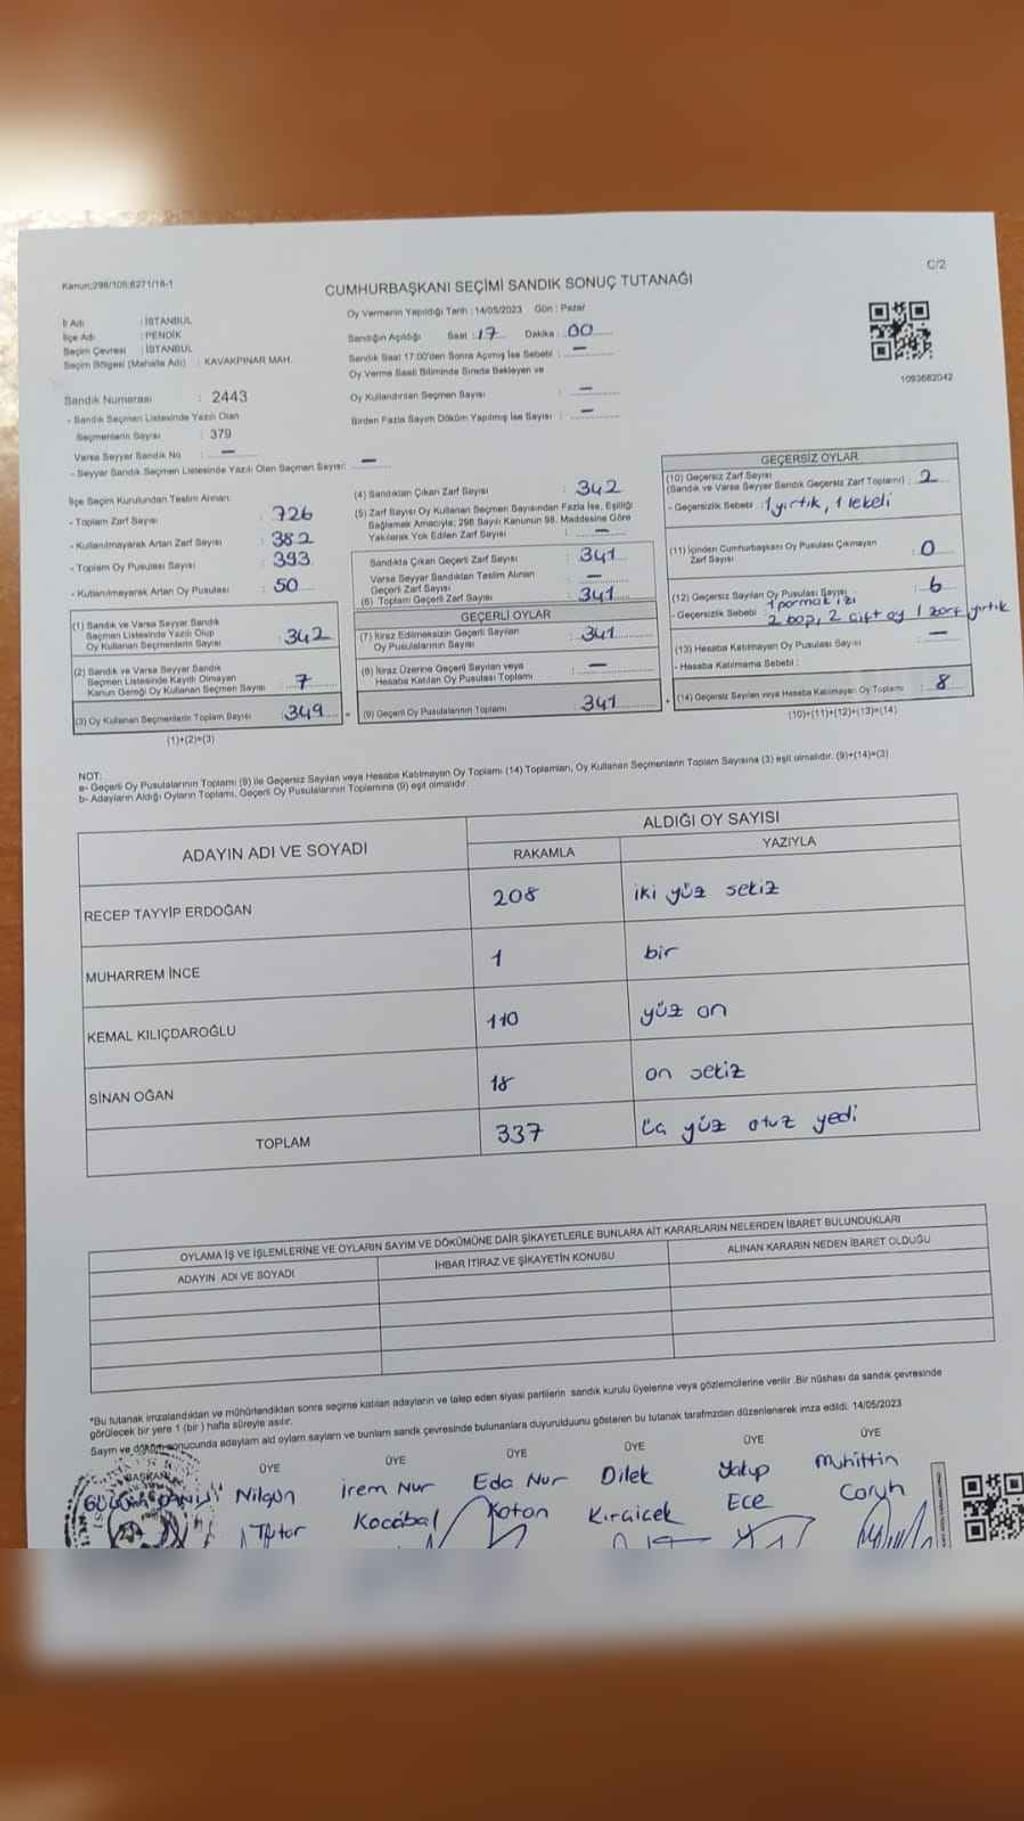 C/2
CUMHURBAŞKANI SEÇİMİ SANDIK SONUÇ TUTANAĞI
İl Adı : İSTANBUL
İlçe Adı : PENDİK
Seçim Çevresi : İSTANBUL
Seçim Bölgesi (Mahalle Adı) : KAVAKPINAR MAH.
Oy Vermenin Yapıldığı Tarih : 14/05/2023 Gün : Pazar
Sandığın Açıldığı Saat : 17 Dakika : 00
Sandık Saat 17:00'den Sonra Açılmış İse Sebebi : —
Oy Verme Saati Bitiminde Sırada Bekleyen ve
Oy Kullandırılan Seçmen Sayısı : —
Birden Fazla Sayım Döküm Yapılmış İse Sayısı : —
1093682042
Sandık Numarası : 2443
- Sandık Seçmen Listesinde Yazılı Olan
Seçmenlerin Sayısı : 379
Varsa Seyyar Sandık No : —
- Seyyar Sandık Seçmen Listesinde Yazılı Olan Seçmen Sayısı: —
İlçe Seçim Kurulundan Teslim Alınan:
- Toplam Zarf Sayısı : 726
- Kullanılmayarak Artan Zarf Sayısı : 382
- Toplam Oy Pusulası Sayısı : 393
- Kullanılmayarak Artan Oy Pusulası : 50
(1) Sandık ve Varsa Seyyar Sandık
Seçmen Listesinde Yazılı Olup
Oy Kullanan Seçmenlerin Sayısı : 342
(2) Sandık ve Varsa Seyyar Sandık
Seçmen Listesinde Kayıtlı Olmayan
Kanun Gereği Oy Kullanan Seçmen Sayısı : 7
(3) Oy Kullanan Seçmenlerin Toplam Sayısı : 349
(1)+(2)=(3)
(4) Sandıktan Çıkan Zarf Sayısı : 342
(5) Zarf Sayısı Oy Kullanan Seçmen Sayısından Fazla İse, Eşitliği
Sağlamak Amacıyla; 298 Sayılı Kanunun 98. Maddesine Göre
Yakılarak Yok Edilen Zarf Sayısı : —
Sandıkta Çıkan Geçerli Zarf Sayısı : 341
Varsa Seyyar Sandıktan Teslim Alınan
Geçerli Zarf Sayısı : —
(6) Toplam Geçerli Zarf Sayısı : 341
GEÇERLİ OYLAR
(7) İtiraz Edilmeksizin Geçerli Sayılan
Oy Pusulalarının Sayısı : 341
(8) İtiraz Üzerine Geçerli Sayılan veya
Hesaba Katılan Oy Pusulası Toplamı : —
(9) Geçerli Oy Pusulalarının Toplamı : 341
GEÇERSİZ OYLAR
(10) Geçersiz Zarf Sayısı
(Sandık ve Varsa Seyyar Sandık Geçersiz Zarf Toplamı) : 2
- Geçersizlik Sebebi : 1 yırtık, 1 lekeli
(11) İçinden Cumhurbaşkanı Oy Pusulası Çıkmayan
Zarf Sayısı : 0
(12) Geçersiz Sayılan Oy Pusulası Sayısı : 6
1 parmak izi
- Geçersizlik Sebebi : 2 boş, 2 çift oy 1 zarf yırtık
(13) Hesaba Katılmayan Oy Pusulası Sayısı : —
- Hesaba Katılmama Sebebi :
(14) Geçersiz Sayılan veya Hesaba Katılmayan Oy Toplamı : 8
(10)+(11)+(12)+(13)=(14)
NOT:
a- Geçerli Oy Pusulalarının Toplamı (9) ile Geçersiz Sayılan veya Hesaba Katılmayan Oy Toplamı (14) Toplamları, Oy Kullanan Seçmenlerin Toplam Sayısına (3) eşit olmalıdır. (9)+(14)=(3)
b- Adayların Aldığı Oyların Toplamı, Geçerli Oy Pusulalarının Toplamına (9) eşit olmalıdır
ADAYIN ADI VE SOYADI
ALDIĞI OY SAYISI
RAKAMLA YAZIYLA
RECEP TAYYİP ERDOĞAN 208 iki yüz sekiz
MUHARREM İNCE 1 bir
KEMAL KILIÇDAROĞLU 110 yüz on
SİNAN OĞAN 18 on sekiz
TOPLAM 337 Üç yüz otuz yedi
OYLAMA İŞ VE İŞLEMLERİNE VE OYLARIN SAYIM VE DÖKÜMÜNE DAİR ŞİKAYETLERLE BUNLARA AİT KARARLARIN NELERDEN İBARET BULUNDUKLARI
ADAYIN ADI VE SOYADI İHBAR İTİRAZ VE ŞİKAYETİN KONUSU ALINAN KARARIN NEDEN İBARET OLDUĞU
*Bu tutanak imzalandıktan ve mühürlendikten sonra seçime katılan adayların ve talep eden siyasi partilerin sandık kurulu üyelerine veya gözlemcilerine verilir. Bir nüshası da sandık çevresinde
görülecek bir yere 1 (bir) hafta süreyle asılır.
Sayım ve döküm sonucunda adayların aldı oyların sayıların ve bunların sandık çevresinde bulunanlara duyurulduunu gösteren bu tutanak tarafımızdan düzenlenerek imza edildi. 14/05/2023
BAŞKAN ÜYE ÜYE ÜYE ÜYE ÜYE ÜYE
Nilgün İrem Nur Eda Nur Dilek Yakup Muhittin
Tutar Kocabal Koton Kırcicek Ece Coruh